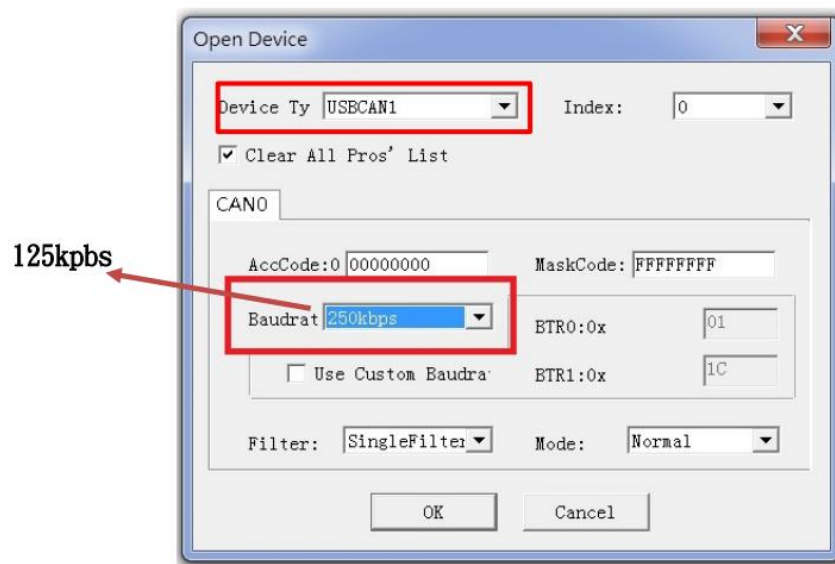 Open Device
Device Ty USBCAN1 Index: 0
Clear All Pros' List
CAN0
125kpbs
AccCode:0 00000000 MaskCode: FFFFFFFF
Baudrat 250kbps BTR0:0x 01
Use Custom Baudra BTR1:0x 1C
Filter: SingleFilter Mode: Normal
OK Cancel